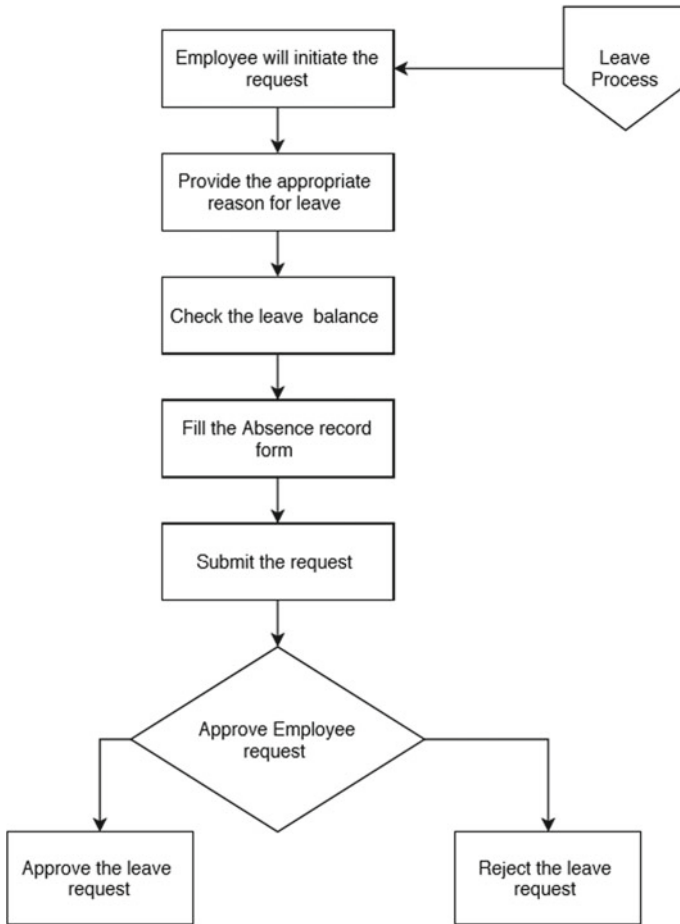 Leave
Process
Employee will initiate the
request
Provide the appropriate
reason for leave
Check the leave balance
Fill the Absence record
form
Submit the request
Approve Employee
request
Approve the leave
request
Reject the leave
request